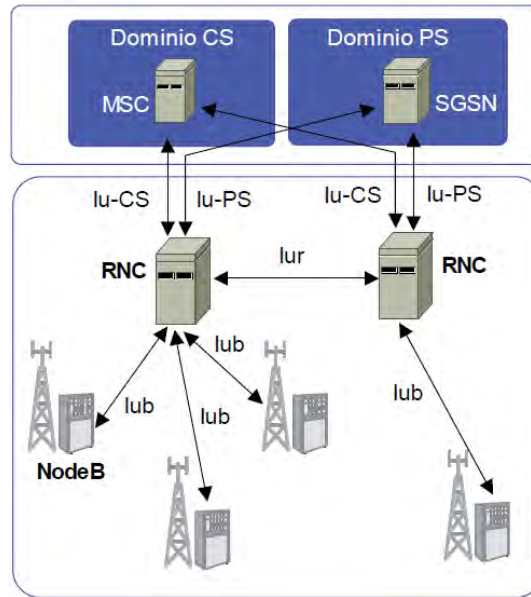 Dominio CS
Dominio PS
MSC
SGSN
Iu-CS
Iu-PS
Iu-CS
Iu-PS
RNC
Iur
RNC
Iub
Iub
Iub
Iub
NodeB